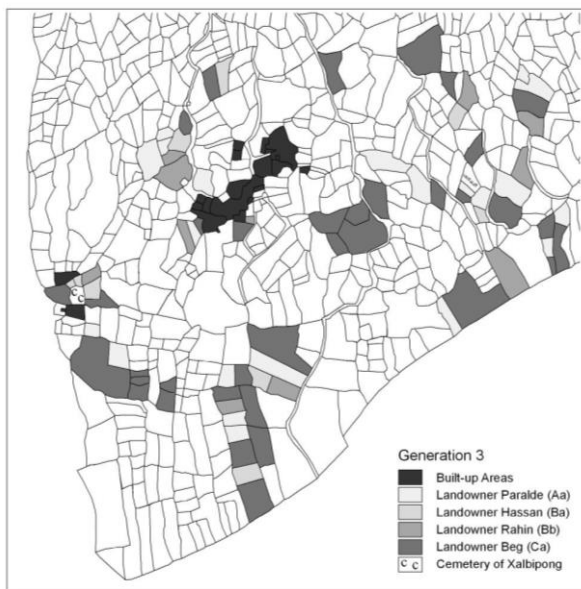 Generation 3
Built-up Areas
Landowner Paralde (Aa)
Landowner Hassan (Ba)
Landowner Rahin (Bb)
Landowner Beg (Ca)
C C Cemetery of Xalbipong
C
C